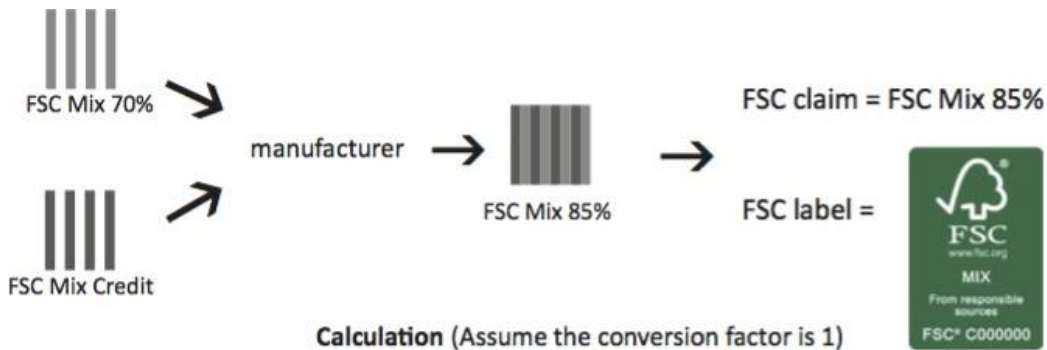 FSC Mix 70%
FSC Mix Credit
manufacturer
FSC Mix 85%
FSC claim = FSC Mix 85%
FSC label =
FSC
www.fsc.org
MIX
From responsible
sources
FSC® C000000
Calculation (Assume the conversion factor is 1)